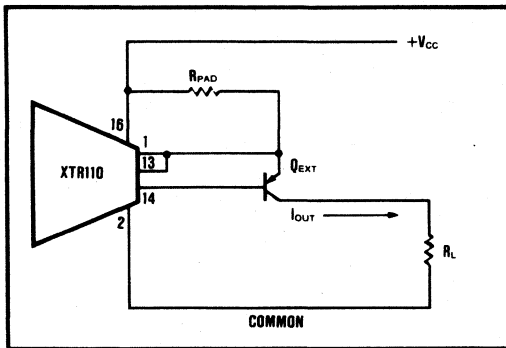 +VCC
RPAD
16
1
XTR110
13
QEXT
14
IOUT
2
RL
COMMON